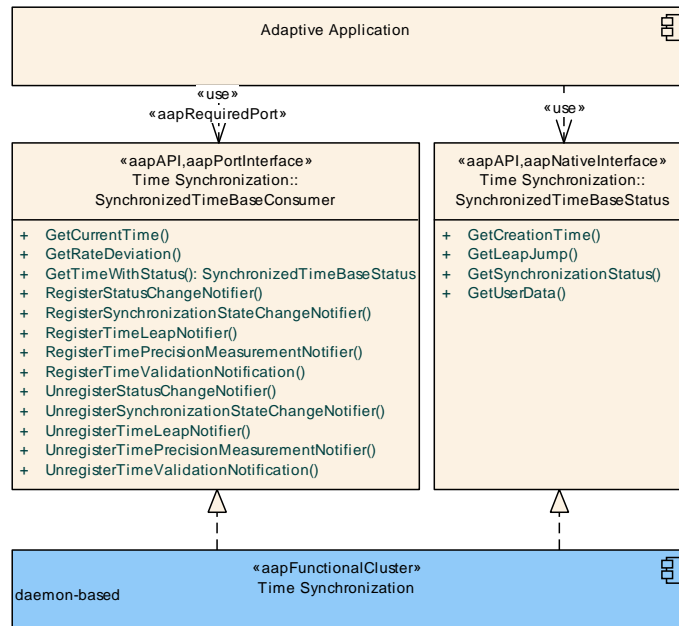 Adaptive Application
«use»
«aapRequiredPort»
«use»
«aapAPI,aapPortInterface»
Time Synchronization::
SynchronizedTimeBaseConsumer
+ GetCurrentTime()
+ GetRateDeviation()
+ GetTimeWithStatus(): SynchronizedTimeBaseStatus
+ RegisterStatusChangeNotifier()
+ RegisterSynchronizationStateChangeNotifier()
+ RegisterTimeLeapNotifier()
+ RegisterTimePrecisionMeasurementNotifier()
+ RegisterTimeValidationNotification()
+ UnregisterStatusChangeNotifier()
+ UnregisterSynchronizationStateChangeNotifier()
+ UnregisterTimeLeapNotifier()
+ UnregisterTimePrecisionMeasurementNotifier()
+ UnregisterTimeValidationNotification()
«aapAPI,aapNativeInterface»
Time Synchronization::
SynchronizedTimeBaseStatus
+ GetCreationTime()
+ GetLeapJump()
+ GetSynchronizationStatus()
+ GetUserData()
«aapFunctionalCluster»
Time Synchronization
daemon-based